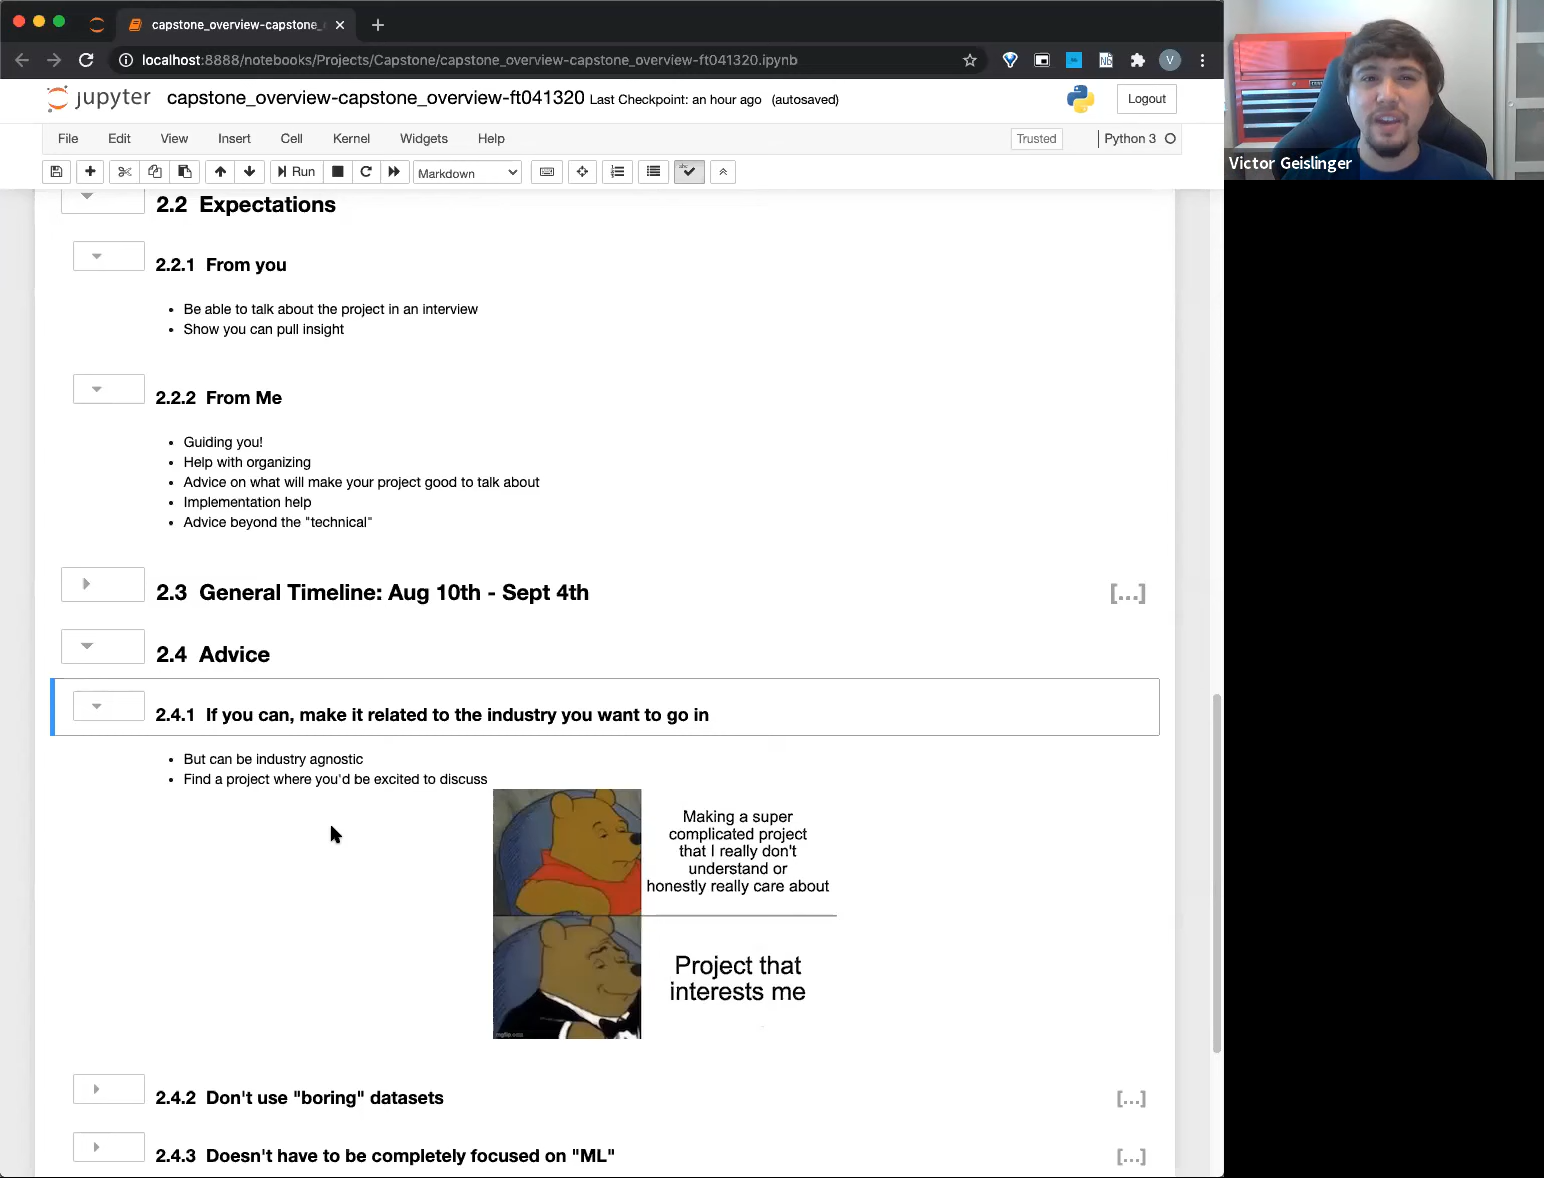 capstone_overview-capstone_
localhost:8888/notebooks/Projects/Capstone/capstone_overview-capstone_overview-ft041320.ipynb
V
jupyter capstone_overview-capstone_overview-ft041320 Last Checkpoint: an hour ago (autosaved)
Logout
File Edit View Insert Cell Kernel Widgets Help
Trusted
Python 3
Run
Markdown
Victor Geislinger
2.2 Expectations
2.2.1 From you
• Be able to talk about the project in an interview
• Show you can pull insight
2.2.2 From Me
• Guiding you!
• Help with organizing
• Advice on what will make your project good to talk about
• Implementation help
• Advice beyond the "technical"
2.3 General Timeline: Aug 10th - Sept 4th
[...]
2.4 Advice
2.4.1 If you can, make it related to the industry you want to go in
• But can be industry agnostic
• Find a project where you'd be excited to discuss
Making a super
complicated project
that I really don't
understand or
honestly really care about
Project that
interests me
2.4.2 Don't use "boring" datasets
[...]
2.4.3 Doesn't have to be completely focused on "ML"
[...]